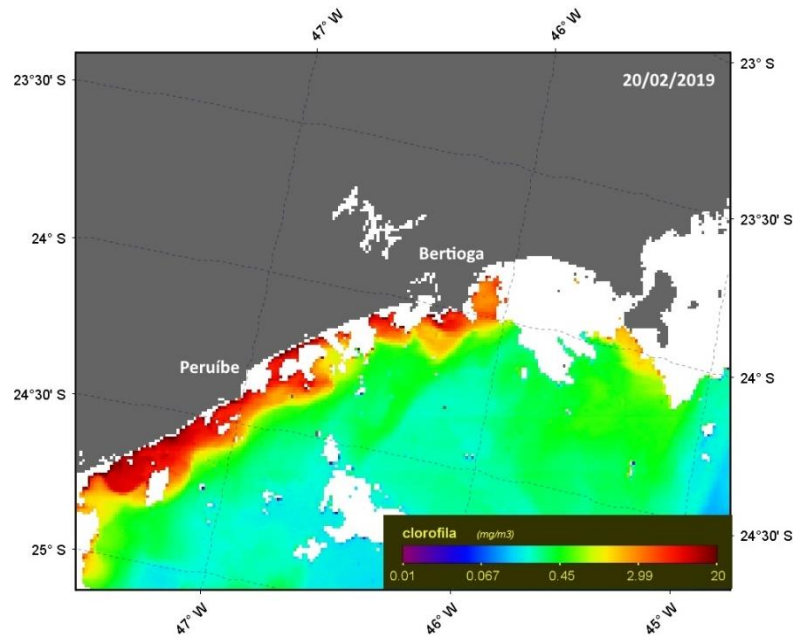 47° W
46° W
23° 30' S
23° S
20/02/2019
24° S
23° 30' S
Bertioga
Peruíbe
24° 30' S
24° S
25° S
24° 30' S
clorofila (mg/m3)
0.01 0.067 0.45 2.99 20
47° W
46° W
45° W